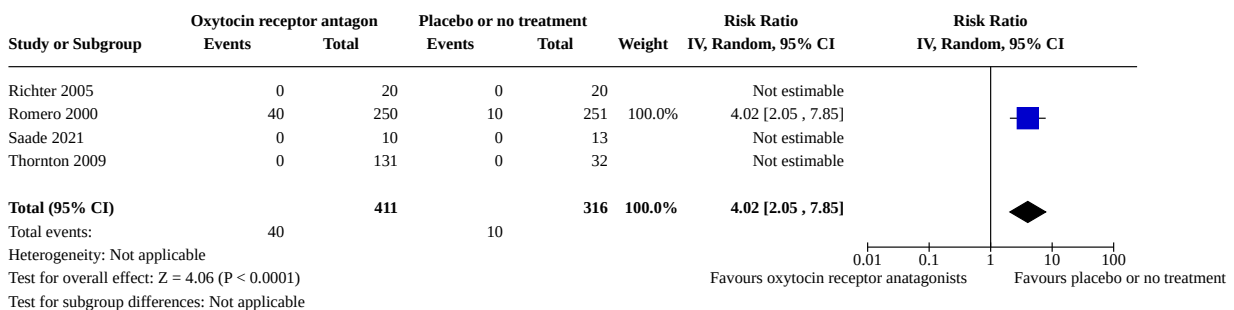 Oxytocin receptor antagon Placebo or no treatment Risk Ratio Risk Ratio
Study or Subgroup Events Total Events Total Weight IV, Random, 95% CI IV, Random, 95% CI
Richter 2005 0 20 0 20 Not estimable
Romero 2000 40 250 10 251 100.0% 4.02 [2.05 , 7.85]
Saade 2021 0 10 0 13 Not estimable
Thornton 2009 0 131 0 32 Not estimable
Total (95% CI) 411 316 100.0% 4.02 [2.05 , 7.85]
Total events: 40 10
Heterogeneity: Not applicable 0.01 0.1 1 10 100
Test for overall effect: Z = 4.06 (P < 0.0001) Favours oxytocin receptor anatagonists Favours placebo or no treatment
Test for subgroup differences: Not applicable